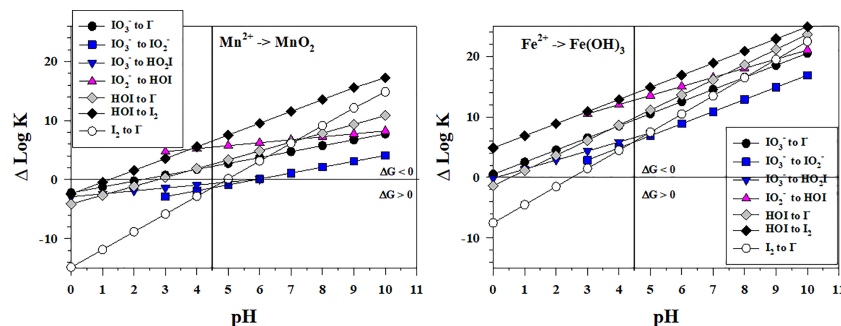 IO₃⁻ to I⁻
IO₃⁻ to IO₂⁻
IO₃⁻ to HO₂I
IO₂⁻ to HOI
HOI to I⁻
HOI to I₂
I₂ to I⁻
Mn²⁺ -> MnO₂
Δ Log K
20
10
0
-10
ΔG < 0
ΔG > 0
0 1 2 3 4 5 6 7 8 9 10
pH
Fe²⁺ -> Fe(OH)₃
Δ Log K
20
10
0
-10
ΔG < 0
ΔG > 0
IO₃⁻ to I⁻
IO₃⁻ to IO₂⁻
IO₃⁻ to HO₂I
IO₂⁻ to HOI
HOI to I⁻
HOI to I₂
I₂ to I⁻
0 1 2 3 4 5 6 7 8 9 10
pH